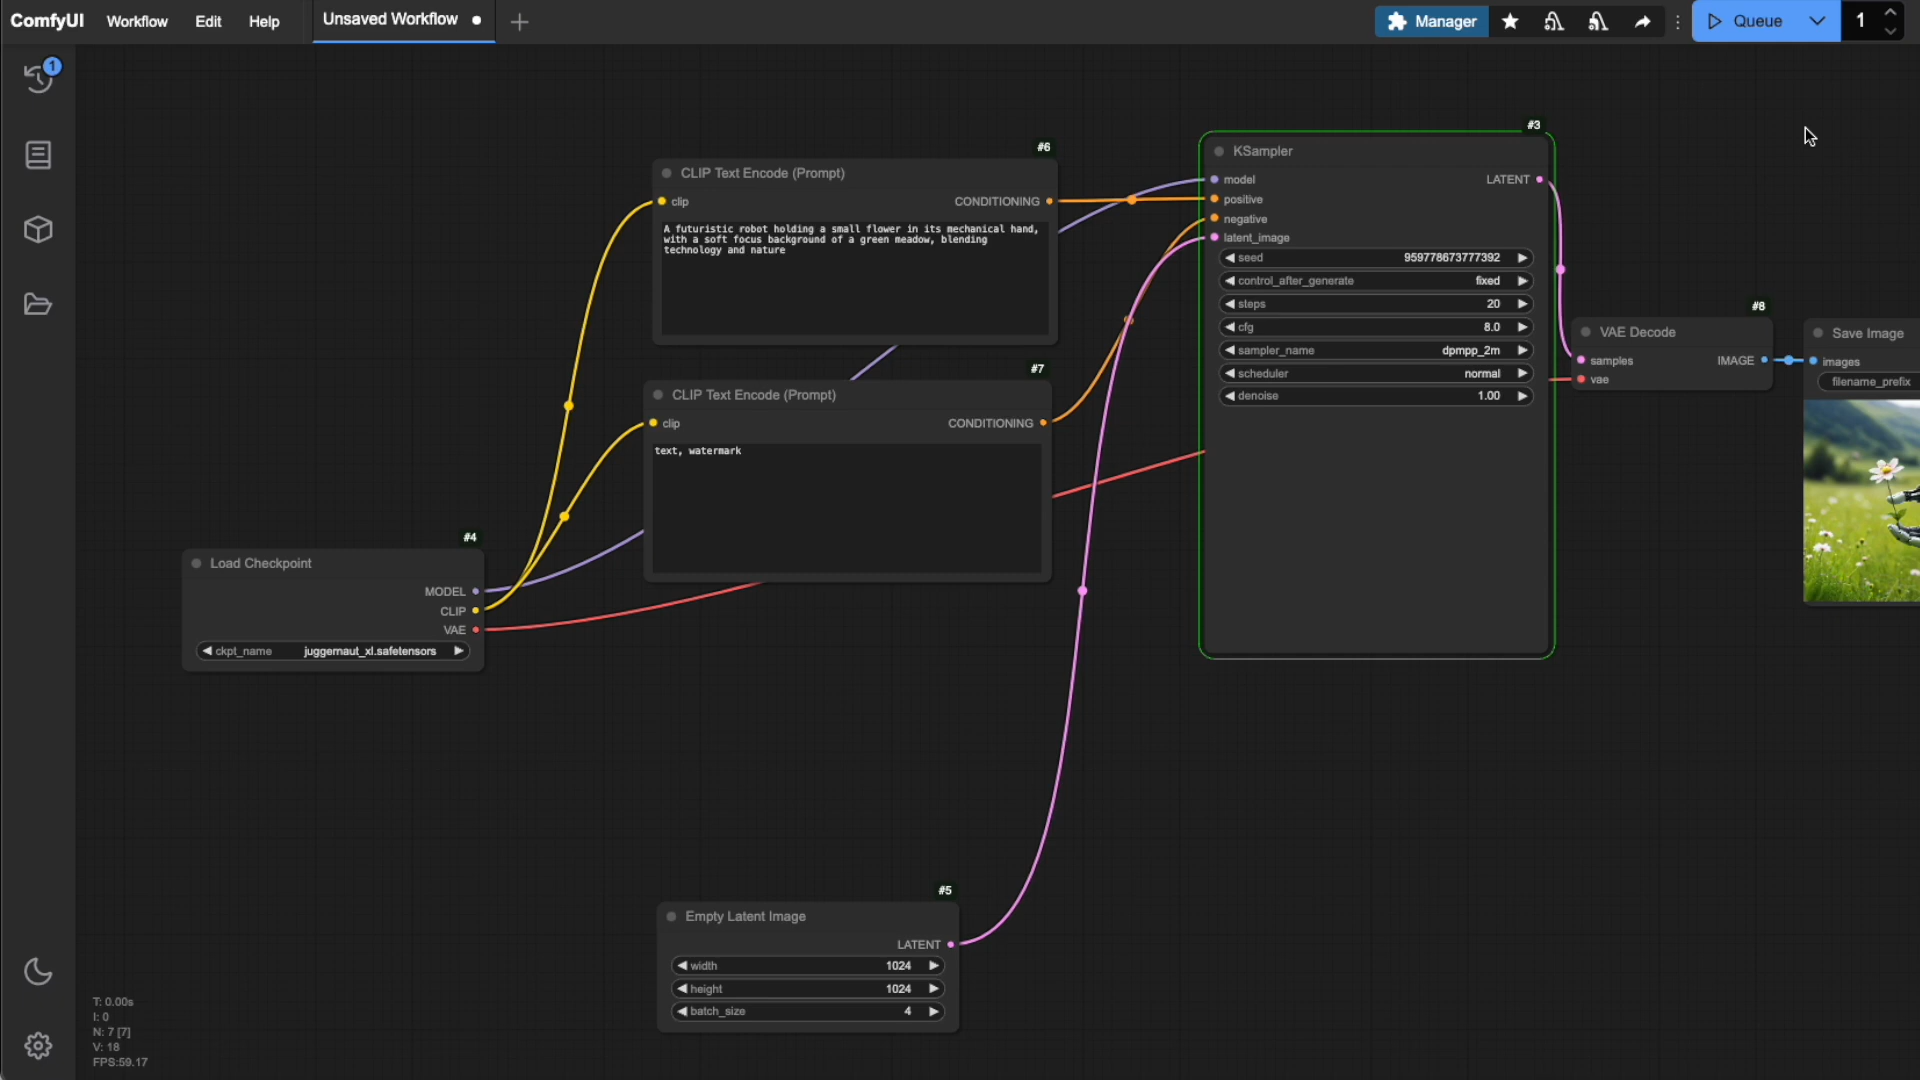 ComfyUI Workflow Edit Help Unsaved Workflow Manager Queue 1
1
#3
#6
KSampler
CLIP Text Encode (Prompt)
model LATENT
clip CONDITIONING
positive
negative
A futuristic robot holding a small flower in its mechanical hand,
with a soft focus background of a green meadow, blending
technology and nature
latent_image
seed 959778673777392
control_after_generate fixed
steps 20
cfg 8.0
sampler_name dpmpp_2m
scheduler normal
denoise 1.00
#8
VAE Decode
samples IMAGE
vae
Save Image
images
filename_prefix
#7
CLIP Text Encode (Prompt)
clip CONDITIONING
text, watermark
#4
Load Checkpoint
MODEL
CLIP
VAE
ckpt_name juggernaut_xl.safetensors
#5
Empty Latent Image
LATENT
width 1024
height 1024
batch_size 4
T: 0.00s
I: 0
N: 7 [7]
V: 18
FPS:59.17